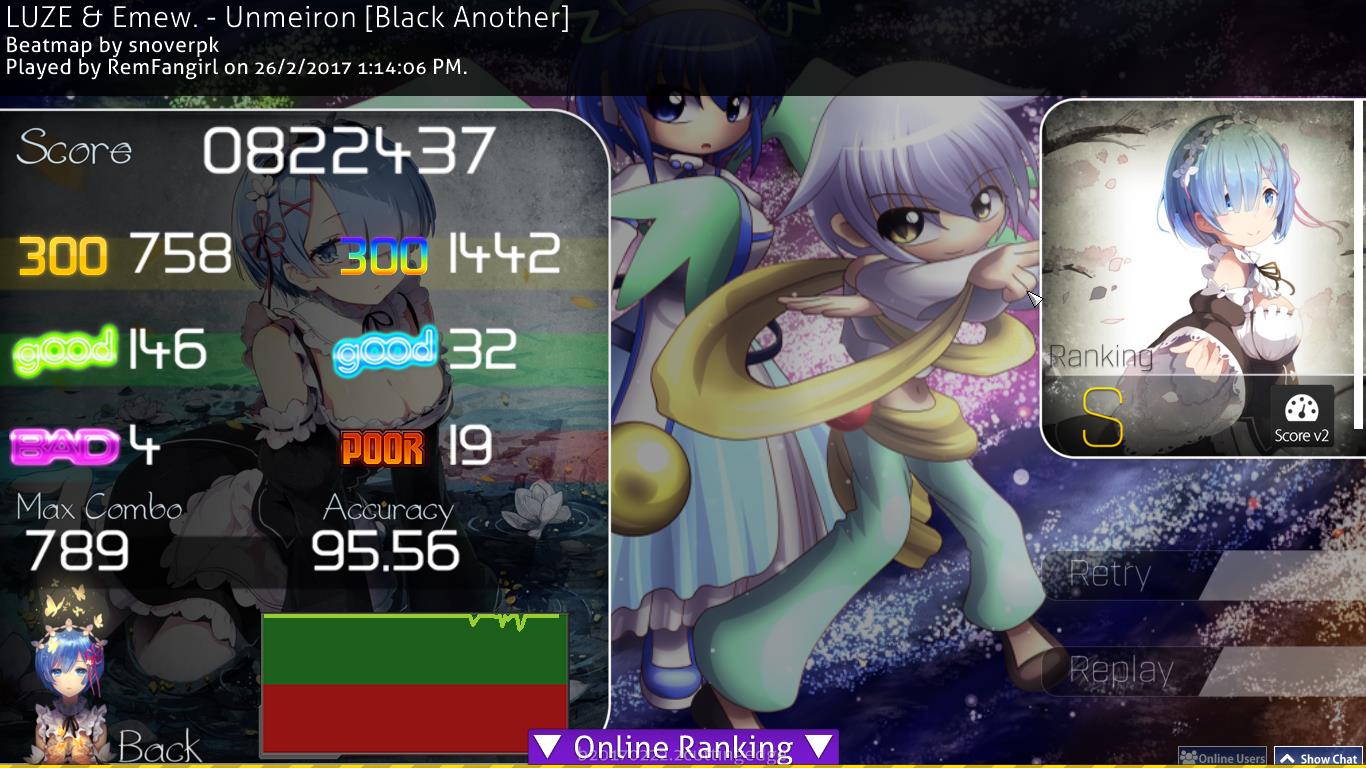 LUZE & Emew. - Unmeiron [Black Another]
Beatmap by snoverpk
Played by RemFangirl on 26/2/2017 1:14:06 PM.
Score 0822437
300 758 300 1442
good 146 good 32
BAD 4 POOR 19
Max Combo Accuracy
789 95.56
Ranking
S
Score v2
Retry
Replay
Back
▼ Online Ranking ▼
Online Users Show Chat